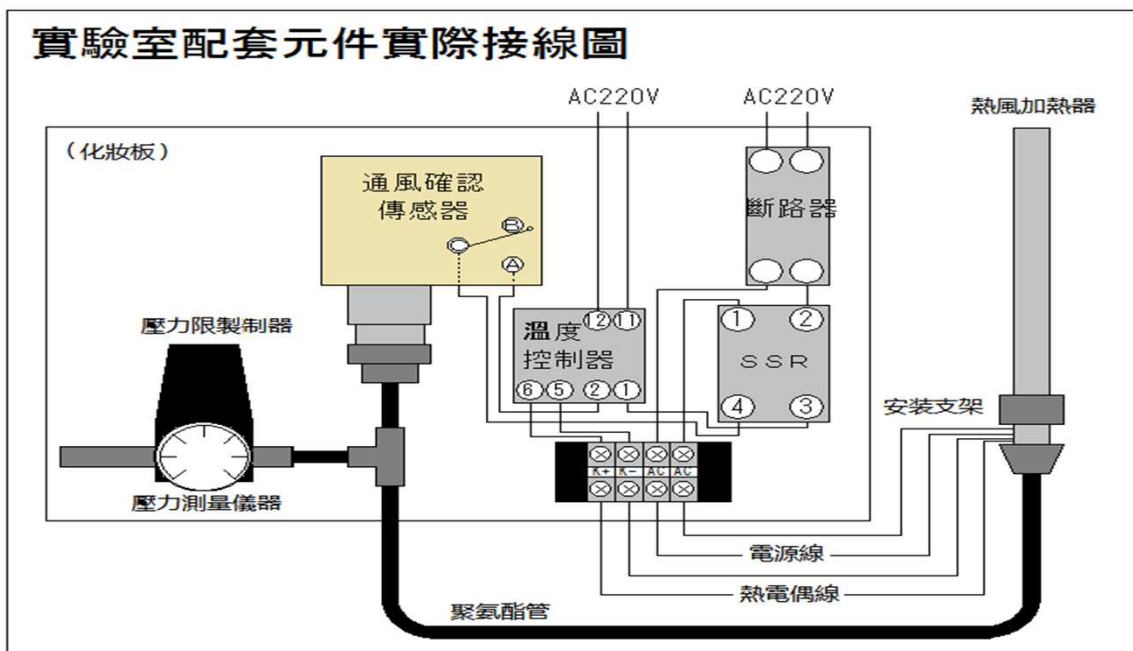 實驗室配套元件實際接線圖
AC220V
AC220V
熱風加熱器
(化妝板)
通風確認
傳感器
B
A
斷路器
壓力限製制器
12 11
溫度
控制器
6 5 2 1
1 2
SSR
4 3
安裝支架
K+ K- AC AC
壓力測量儀器
電源線
熱電偶線
聚氨酯管